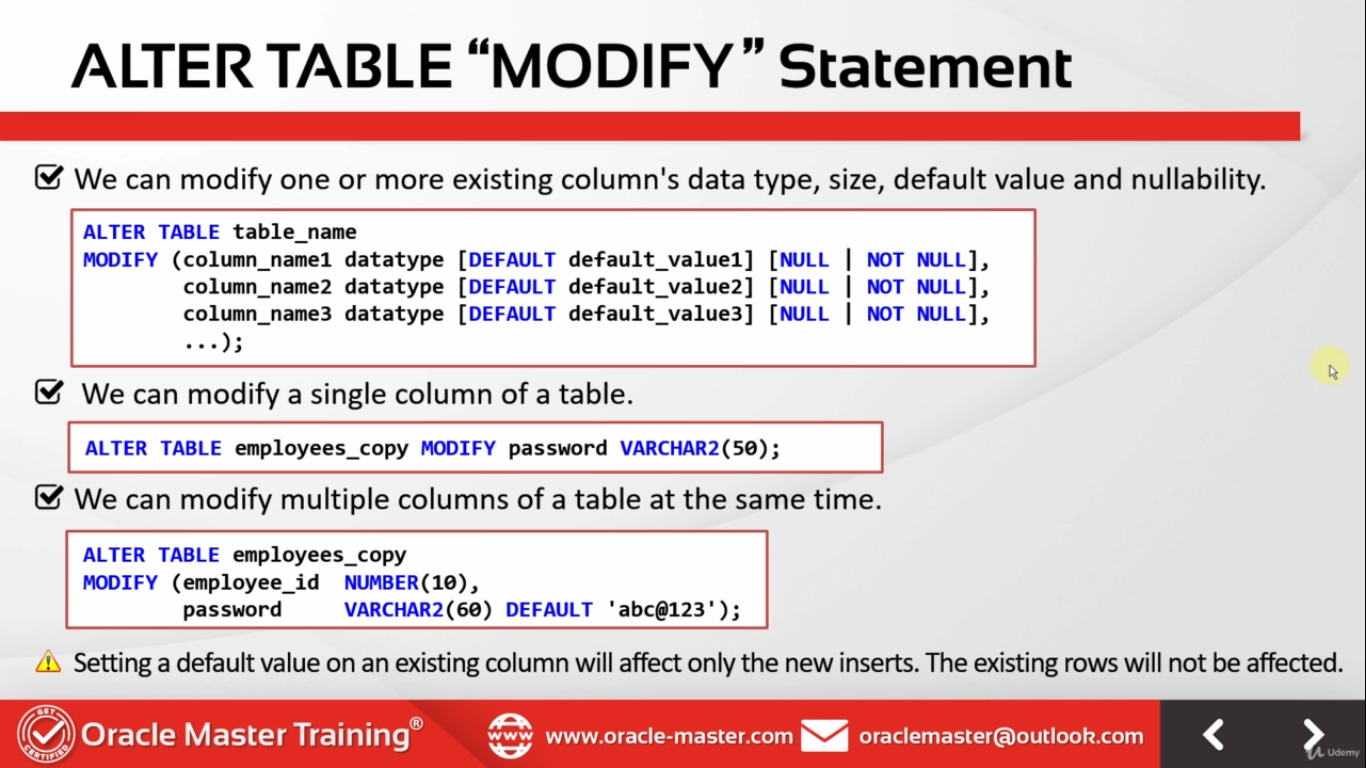 ALTER TABLE “MODIFY” Statement
We can modify one or more existing column's data type, size, default value and nullability.
ALTER TABLE table_name
MODIFY (column_name1 datatype [DEFAULT default_value1] [NULL | NOT NULL],
column_name2 datatype [DEFAULT default_value2] [NULL | NOT NULL],
column_name3 datatype [DEFAULT default_value3] [NULL | NOT NULL],
...);
We can modify a single column of a table.
ALTER TABLE employees_copy MODIFY password VARCHAR2(50);
We can modify multiple columns of a table at the same time.
ALTER TABLE employees_copy
MODIFY (employee_id NUMBER(10),
password VARCHAR2(60) DEFAULT 'abc@123');
Setting a default value on an existing column will affect only the new inserts. The existing rows will not be affected.
GET
CERTIFIED
Oracle Master Training®
www
www.oracle-master.com
oraclemaster@outlook.com
Udemy